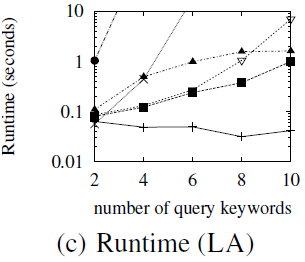 10
1
0.1
0.01
Runtime (seconds)
2 4 6 8 10
number of query keywords
(c) Runtime (LA)